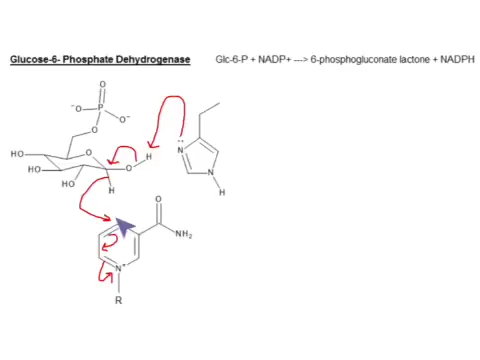 Glucose-6- Phosphate Dehydrogenase
Glc-6-P + NADP+ ---> 6-phosphogluconate lactone + NADPH
O
⁻O
P
O⁻
O
O
HO
HO
HO
O
H
H
N
N
H
O
NH₂
N⁺
R